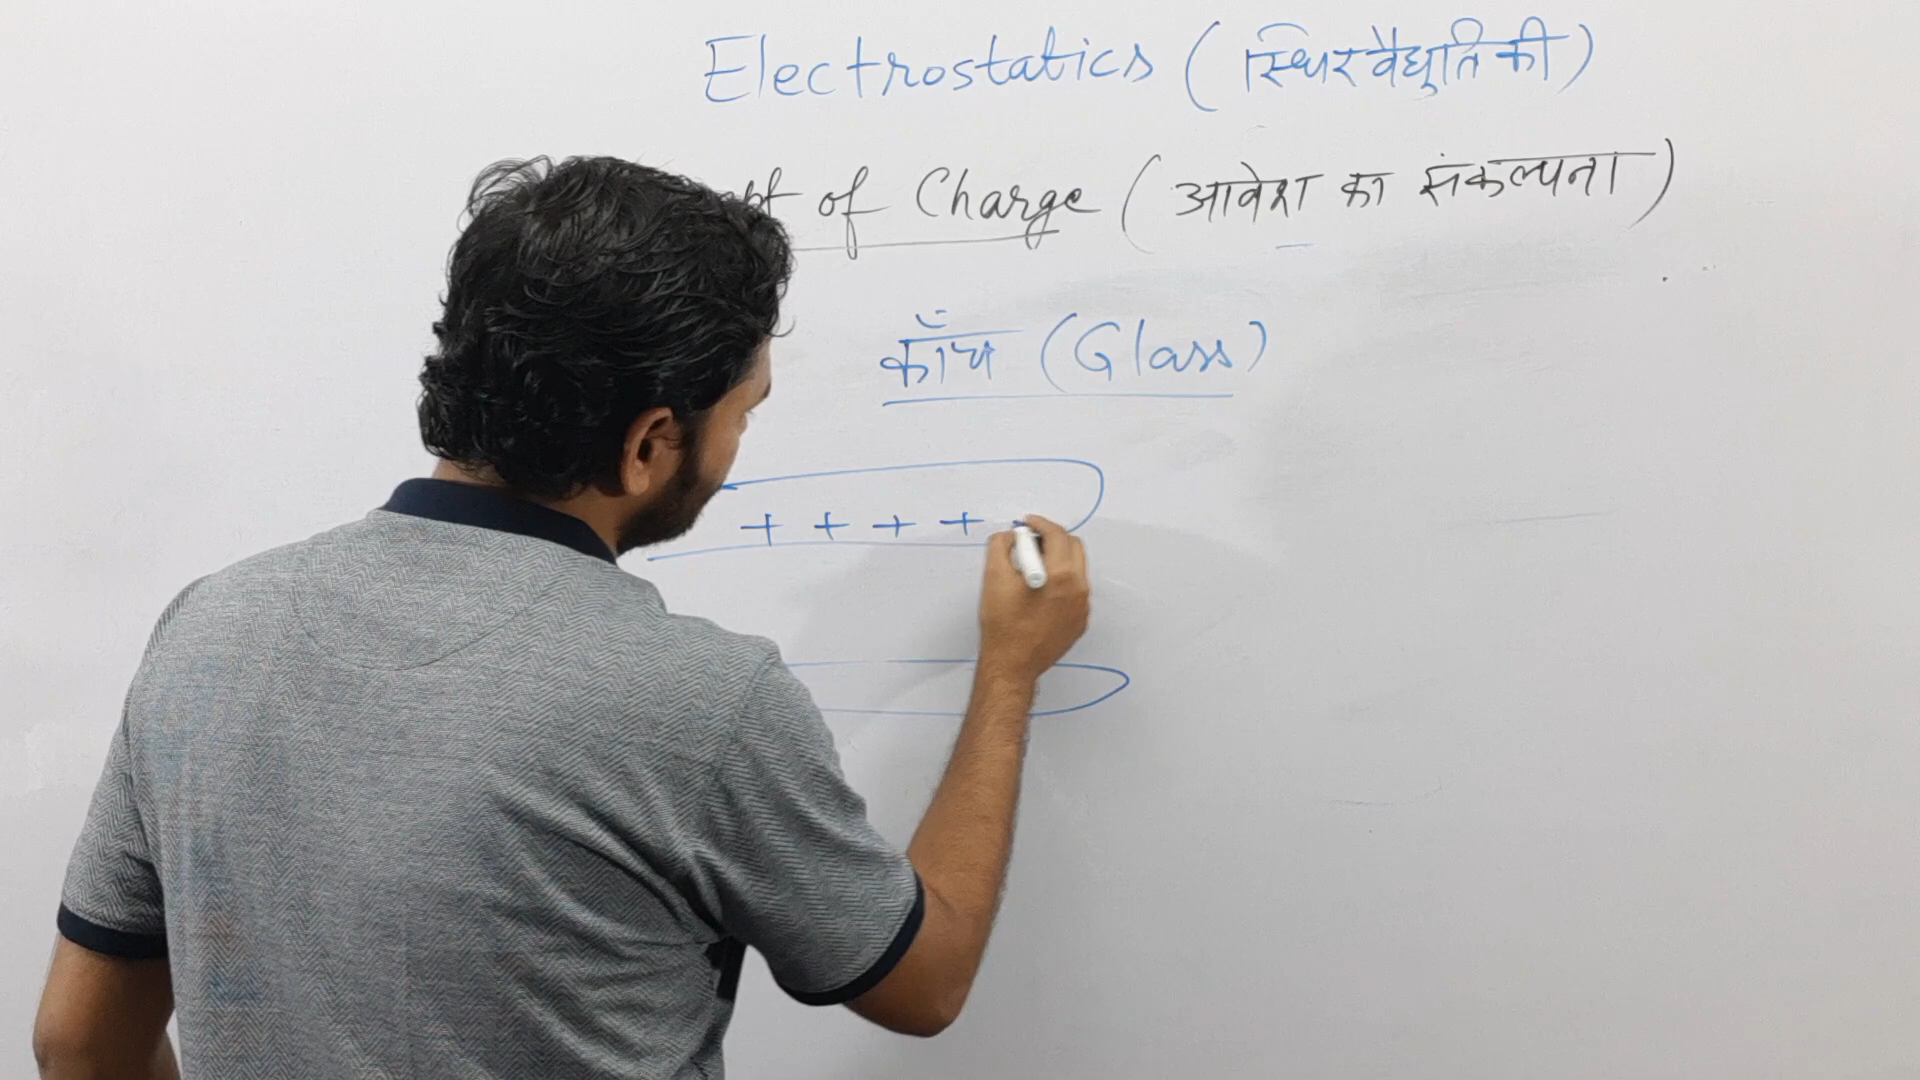 Electrostatics (स्थिरवैद्युतिकी)
of Charge (आवेश का संकल्पना)
काँच (Glass)
+ + + +